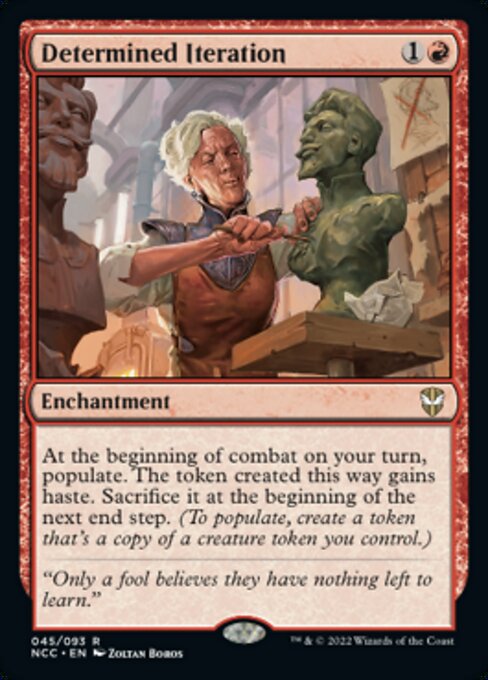 Determined Iteration 1
Enchantment
At the beginning of combat on your turn,
populate. The token created this way gains
haste. Sacrifice it at the beginning of the
next end step. (To populate, create a token
that's a copy of a creature token you control.)
“Only a fool believes they have nothing left to
learn.”
045/093 R
NCC • EN Zoltan Boros
™ & © 2022 Wizards of the Coast